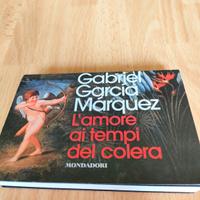 Gabriel
García
Márquez
L'amore
ai tempi
del colera
MONDADORI